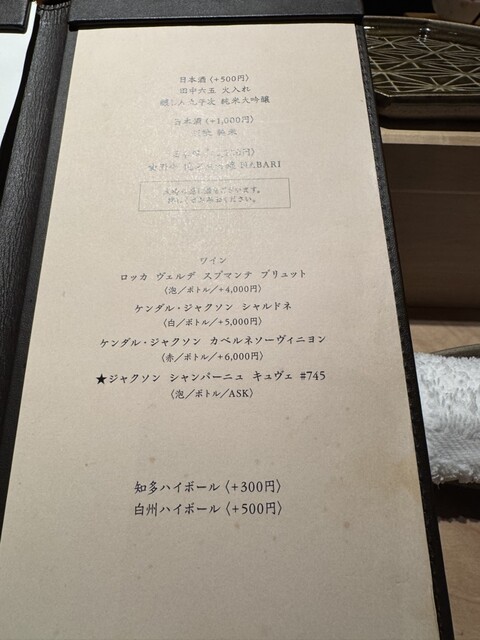 日本酒〈+500円〉
田中六五 火入れ
醸し人九平次 純米大吟醸
日本酒〈+1,000円〉
純米
BARI
ワイン
ロッカ ヴェルデ スプマンテ ブリュット
〈泡／ボトル／+4,000円〉
ケンダル・ジャクソン シャルドネ
〈白／ボトル／+5,000円〉
ケンダル・ジャクソン カベルネソーヴィニヨン
〈赤／ボトル／+6,000円〉
★ジャクソン シャンパーニュ キュヴェ #745
〈泡／ボトル／ASK〉
知多ハイボール〈+300円〉
白州ハイボール〈+500円〉